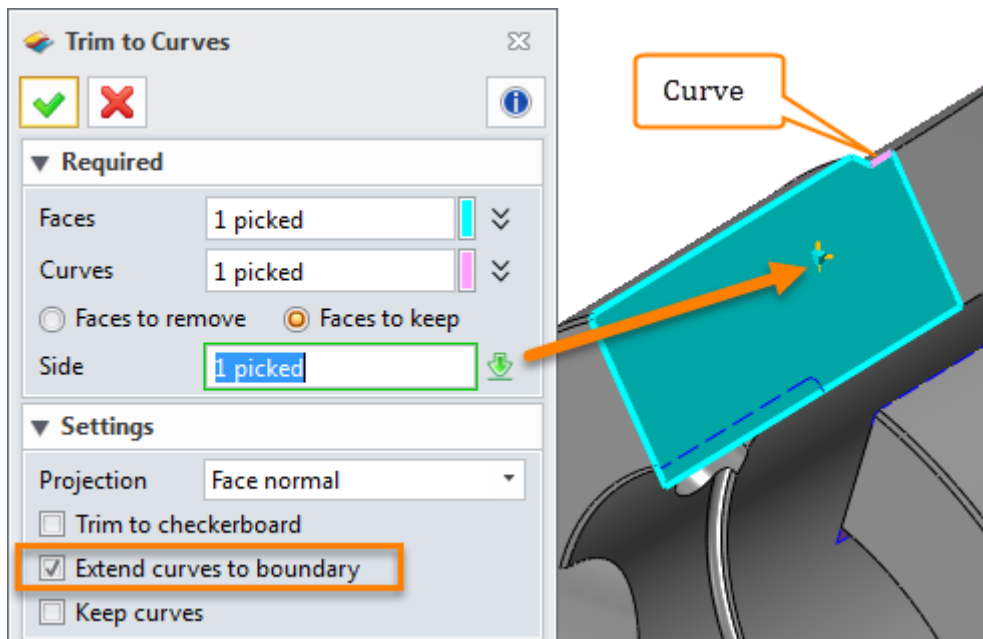 Trim to Curves
Required
Faces 1 picked
Curves 1 picked
Faces to remove Faces to keep
Side 1 picked
Settings
Projection Face normal
Trim to checkerboard
Extend curves to boundary
Keep curves
Curve